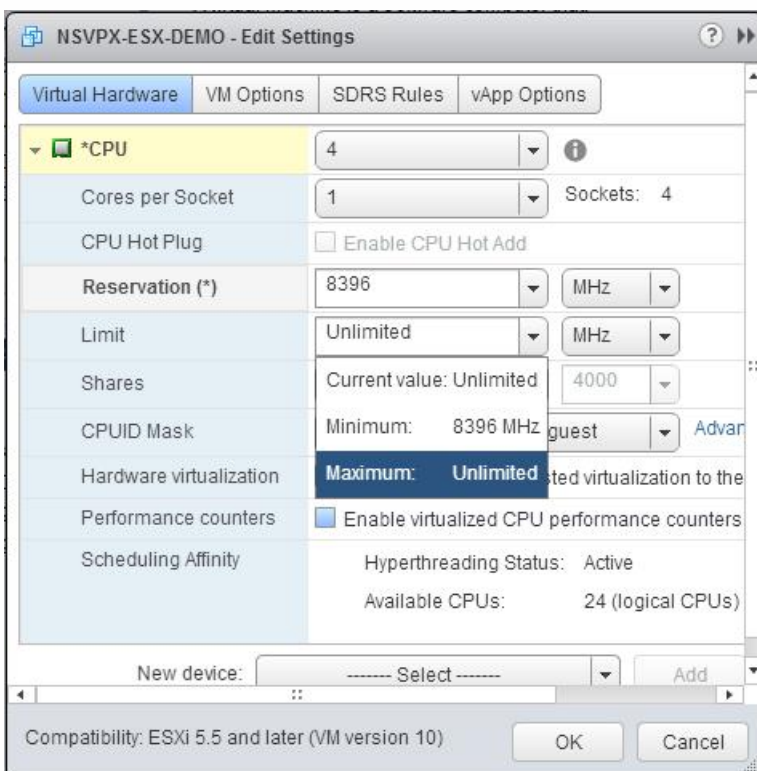 NSVPX-ESX-DEMO - Edit Settings
Virtual Hardware VM Options SDRS Rules vApp Options
*CPU 4
Cores per Socket 1 Sockets: 4
CPU Hot Plug Enable CPU Hot Add
Reservation (*) 8396 MHz
Limit Unlimited MHz
Shares Current value: Unlimited 4000
CPUID Mask Minimum: 8396 MHz guest Advan
Hardware virtualization Maximum: Unlimited sted virtualization to the
Performance counters Enable virtualized CPU performance counters
Scheduling Affinity Hyperthreading Status: Active
Available CPUs: 24 (logical CPUs)
New device: ------- Select ------- Add
Compatibility: ESXi 5.5 and later (VM version 10) OK Cancel